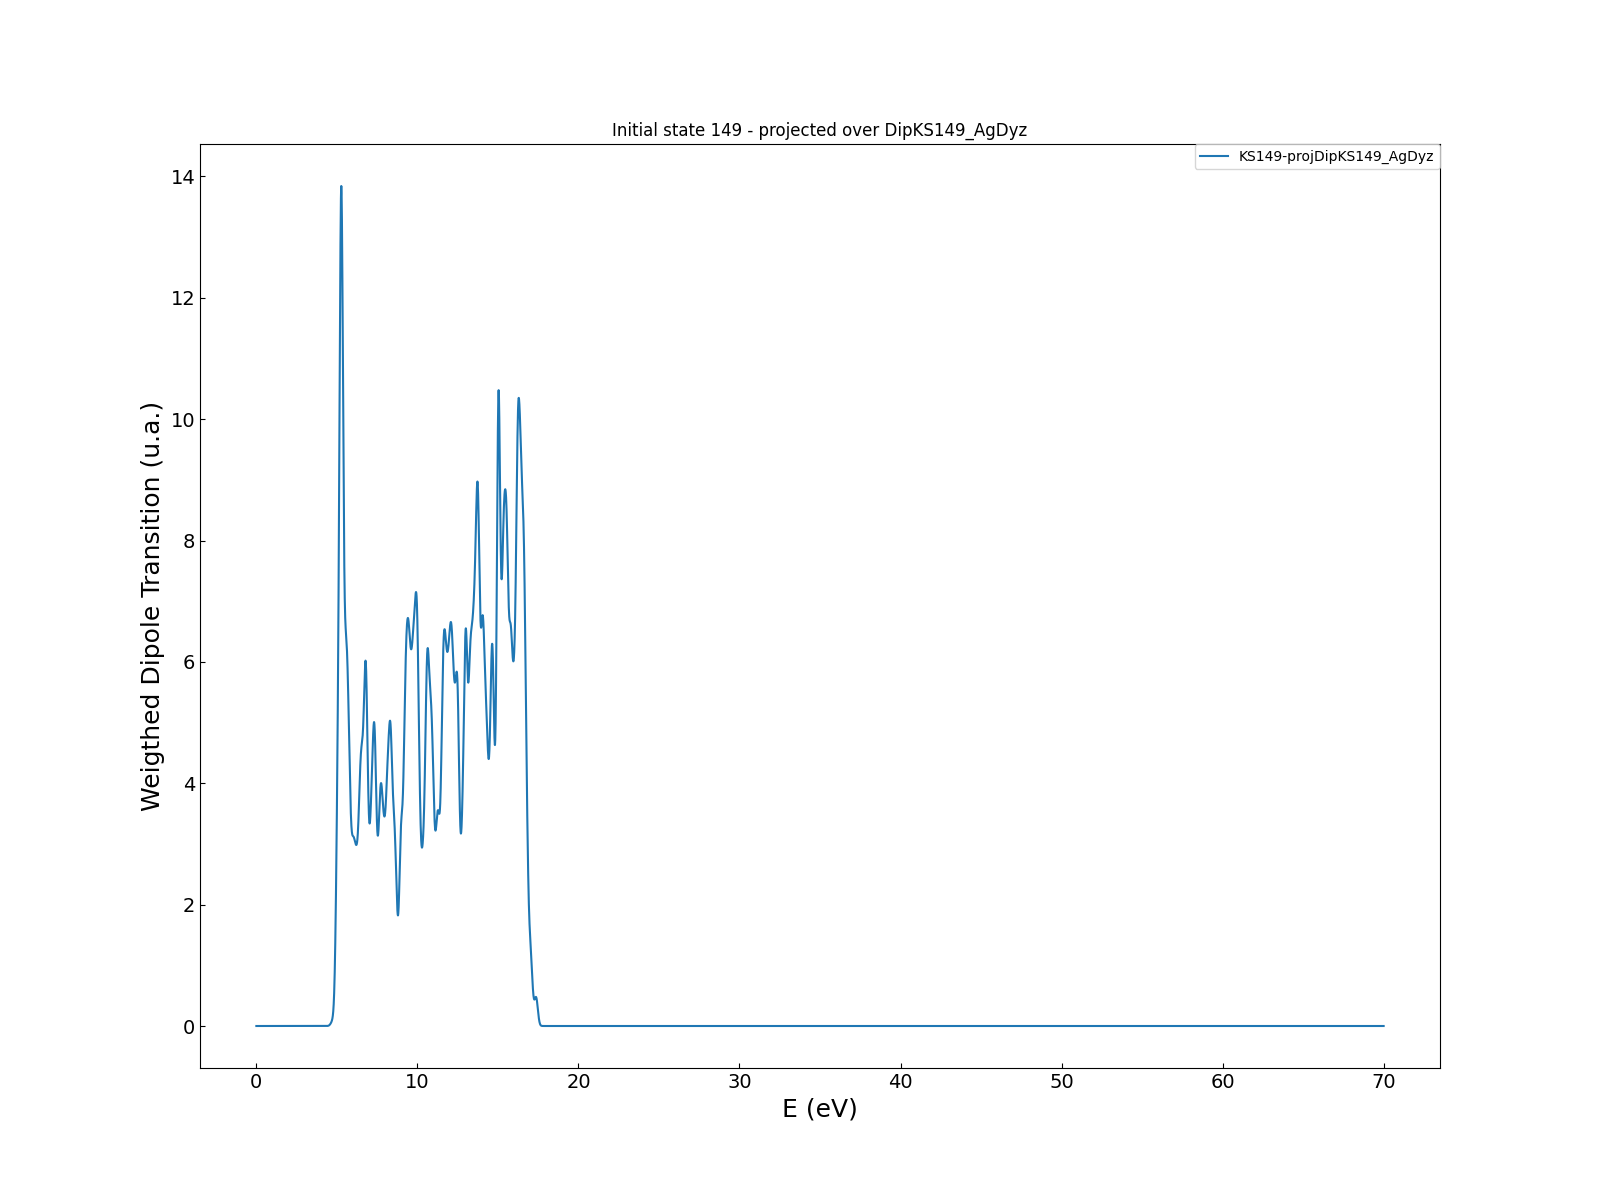 Initial state 149 - projected over DipKS149_AgDyz
KS149-projDipKS149_AgDyz
Weigthed Dipole Transition (u.a.)
14
12
10
8
6
4
2
0
0 10 20 30 40 50 60 70
E (eV)